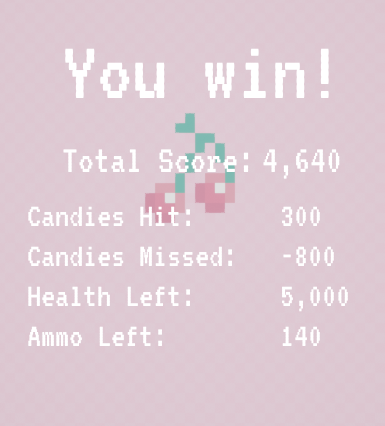 You win!
Total Score: 4,640
Candies Hit: 300
Candies Missed: -800
Health Left: 5,000
Ammo Left: 140